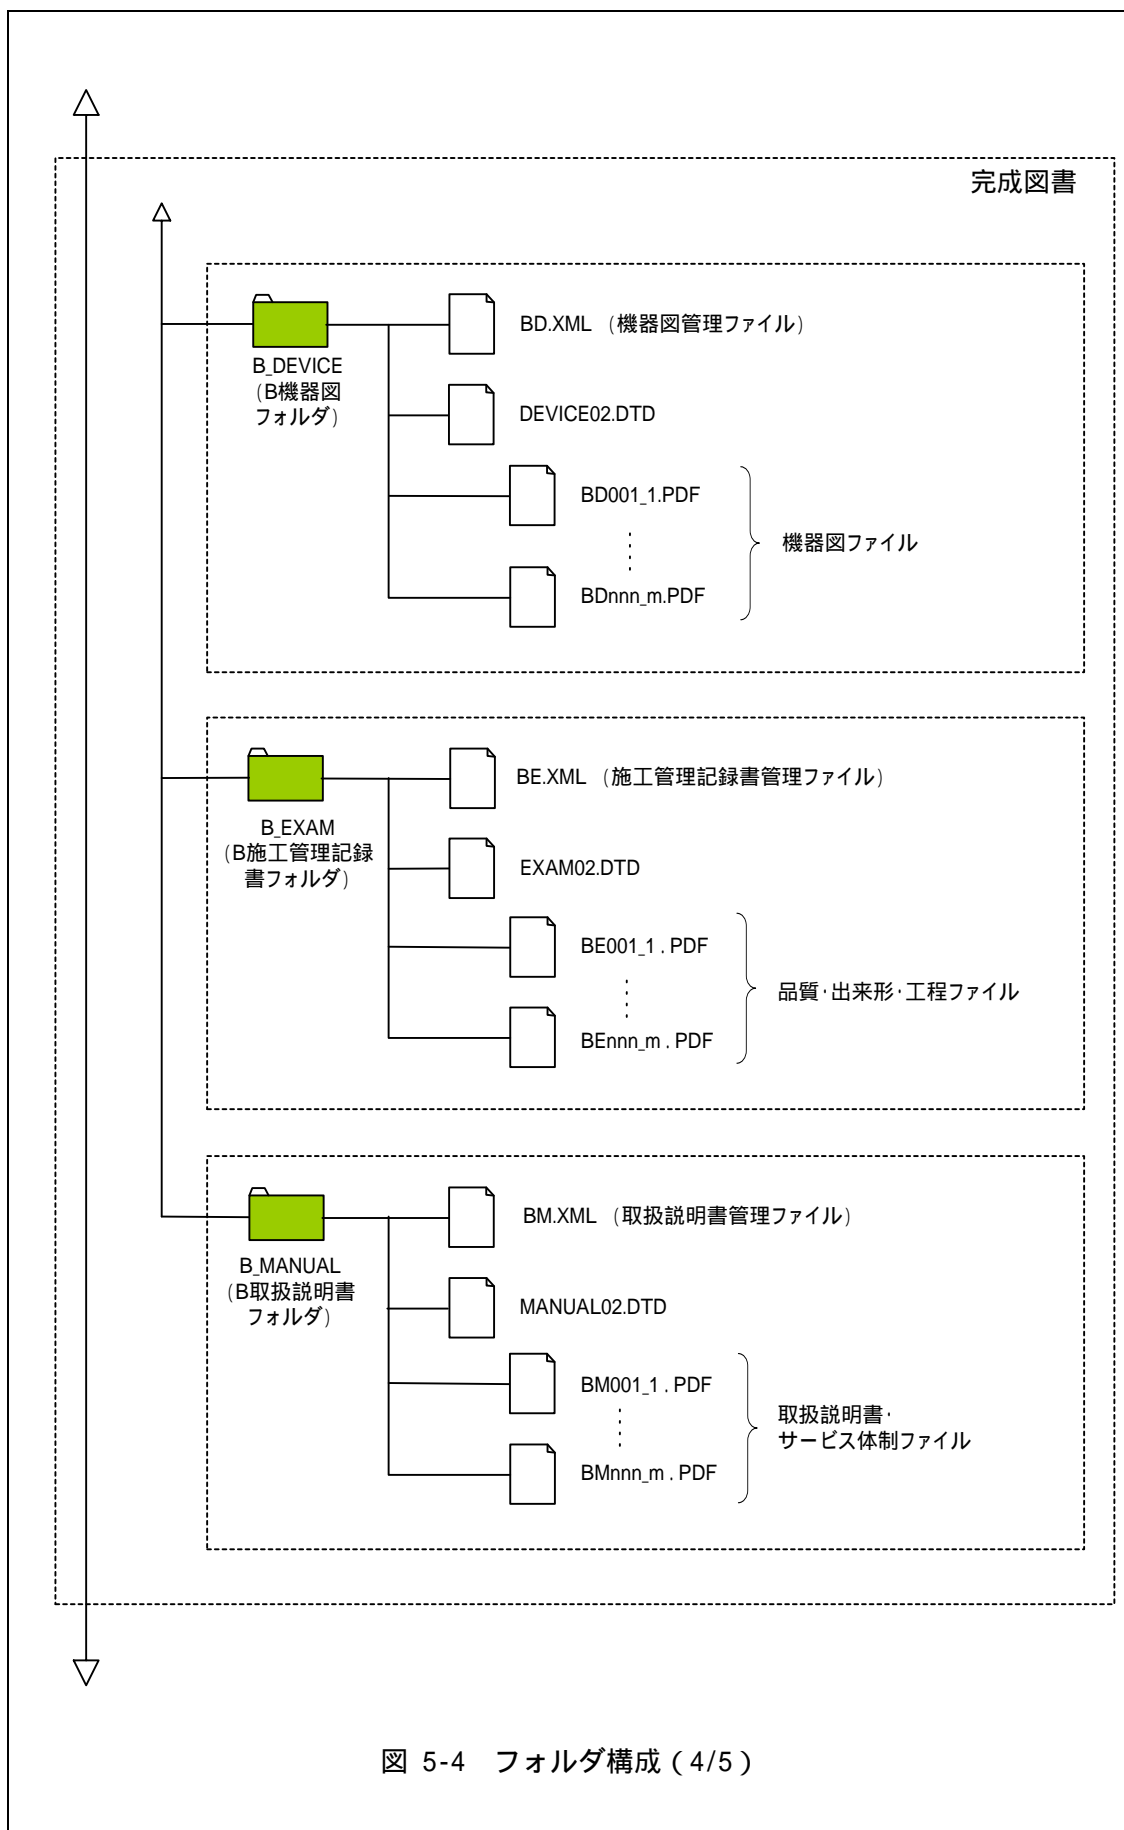 完成図書
BD.XML (機器図管理ファイル)
B_DEVICE
(B機器図
フォルダ)
DEVICE02.DTD
BD001_1.PDF
機器図ファイル
BDnnn_m.PDF
BE.XML (施工管理記録書管理ファイル)
B_EXAM
(B施工管理記録
書フォルダ)
EXAM02.DTD
BE001_1 . PDF
品質・出来形・工程ファイル
BEnnn_m . PDF
BM.XML (取扱説明書管理ファイル)
B_MANUAL
(B取扱説明書
フォルダ)
MANUAL02.DTD
BM001_1 . PDF
取扱説明書・
サービス体制ファイル
BMnnn_m . PDF
図 5-4 フォルダ構成(4/5)